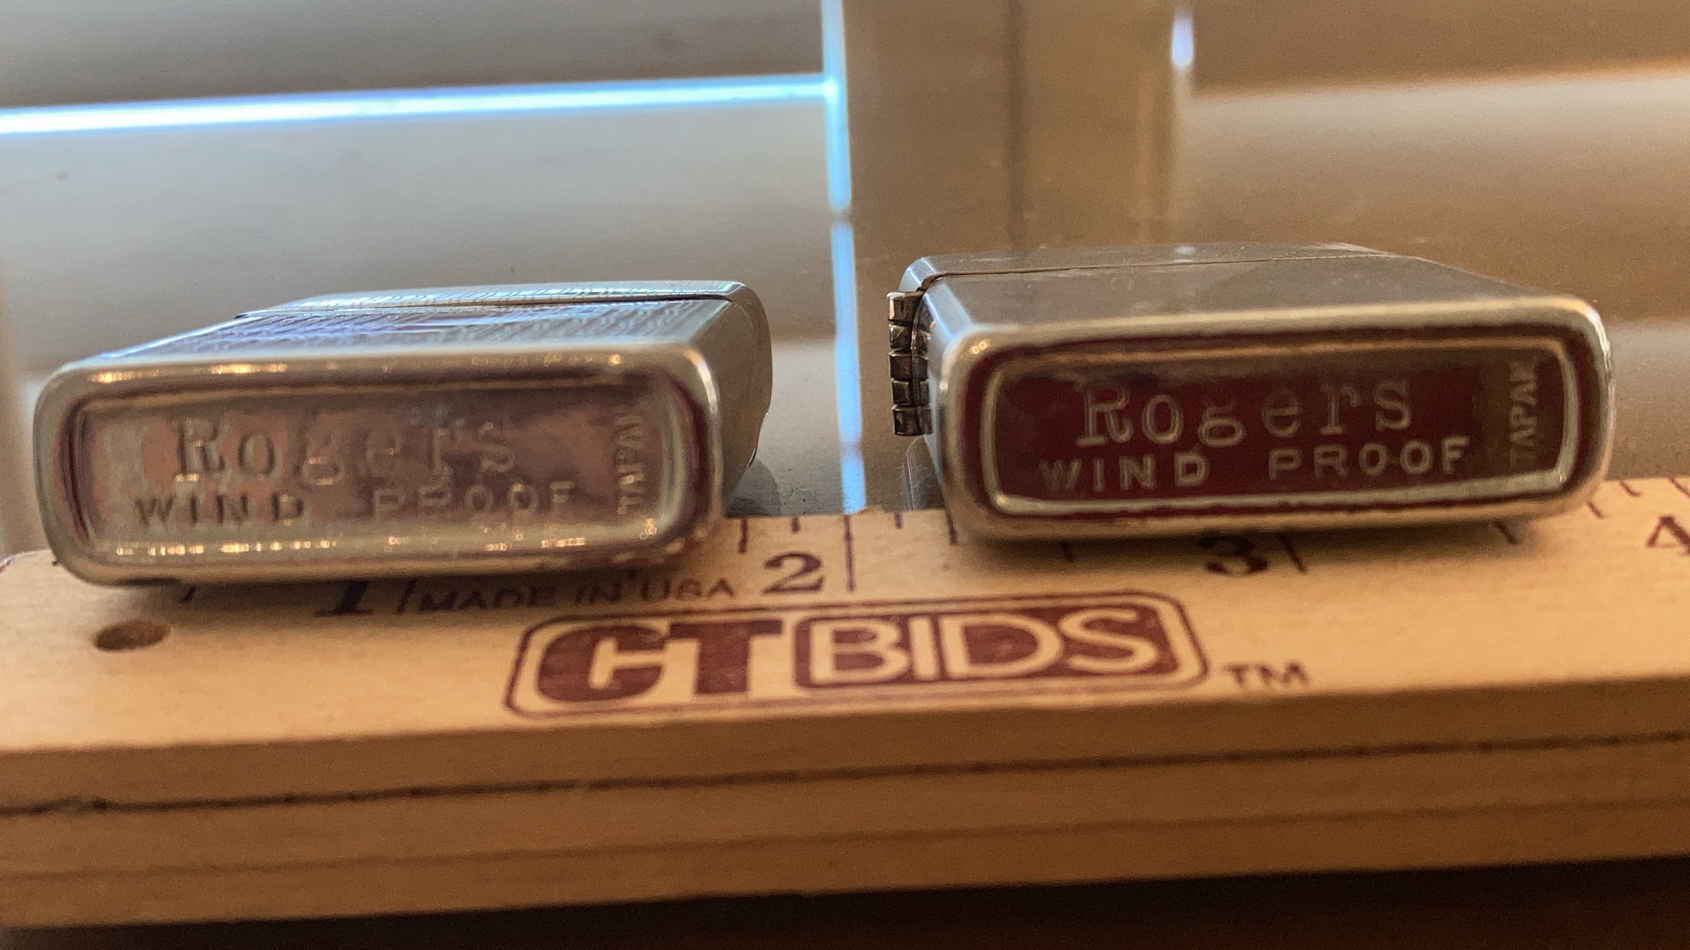 Rogers
WIND PROOF
JAPAN
Rogers
WIND PROOF
JAPAN
1 MADE IN USA 2 3 4
CTBIDS TM